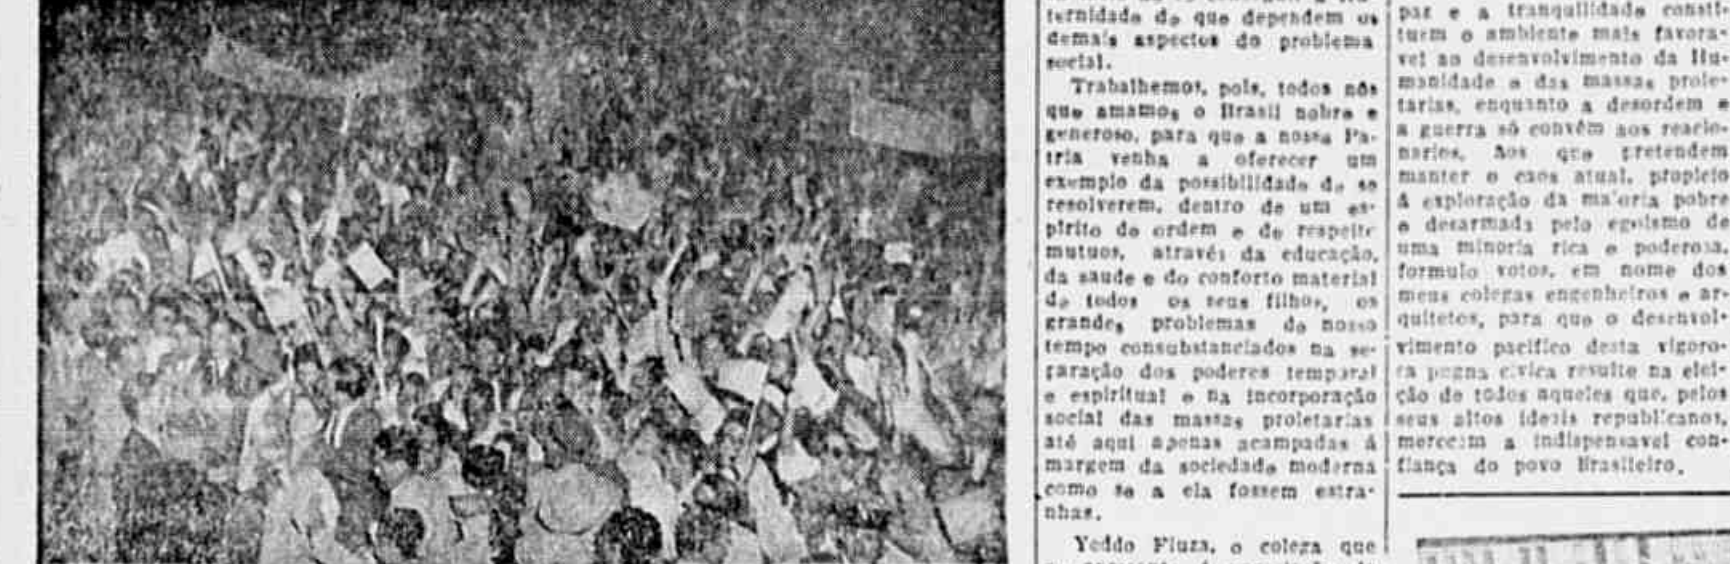 ternidade de que dependem os
demais aspectos do problema
social.
Trabalhemos, pois, todos nós
que amamos o Brasil nobre e
generoso, para que a nossa Pa-
tria venha a oferecer um
exemplo da possibilidade de se
resolverem, dentro de um es-
pirito de ordem e de respeito
mutuos, através da educação,
da saude e do conforto material
de todos os seus filhos, os
grandes problemas do nosso
tempo consubstanciados na se-
paração dos poderes temporal
e espiritual e na incorporação
social das massas proletarias
até aqui apenas acampadas á
margem da sociedade moderna
como se a ela fossem estra-
nhas.
Yeddo Fiuza, o colega que
paz e a tranquilidade consti-
tuem o ambiente mais favora-
vel ao desenvolvimento da Hu-
manidade e das massas prole-
tarias, enquanto a desordem e
a guerra só convêm aos reacio-
narios. Aos que pretendem
manter o caos atual, propicio
á exploração da maioria pobre
e desarmada pelo egoismo de
uma minoria rica e poderosa,
formulo votos, em nome dos
meus colegas engenheiros e ar-
quitetos, para que o desenvol-
vimento pacifico desta vigoro-
sa pugna civica resulte na elei-
ção de todos aqueles que, pelos
seus altos ideais republicanos,
merecem a indispensavel con-
fiança do povo Brasileiro.